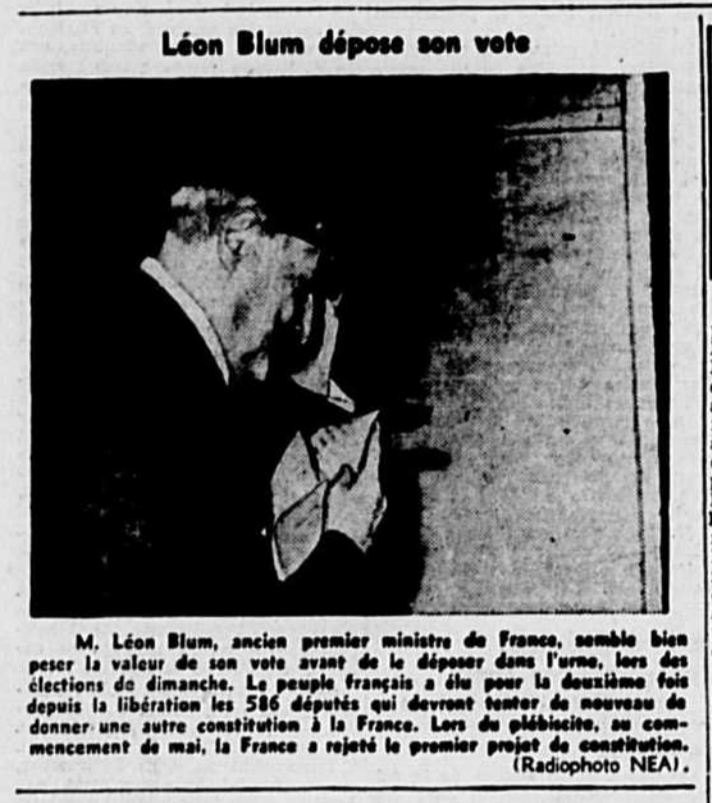 Léon Blum dépose son vote
M. Léon Blum, ancien premier ministre de France, semble bien
peser la valeur de son vote avant de le déposer dans l'urne, lors des
élections de dimanche. Le peuple français a élu pour la deuxième fois
depuis la libération les 586 députés qui devront tenter de nouveau de
donner une autre constitution à la France. Lors du plébiscite, au com-
mencement de mai, la France a rejeté le premier projet de constitution.
(Radiophoto NEA).